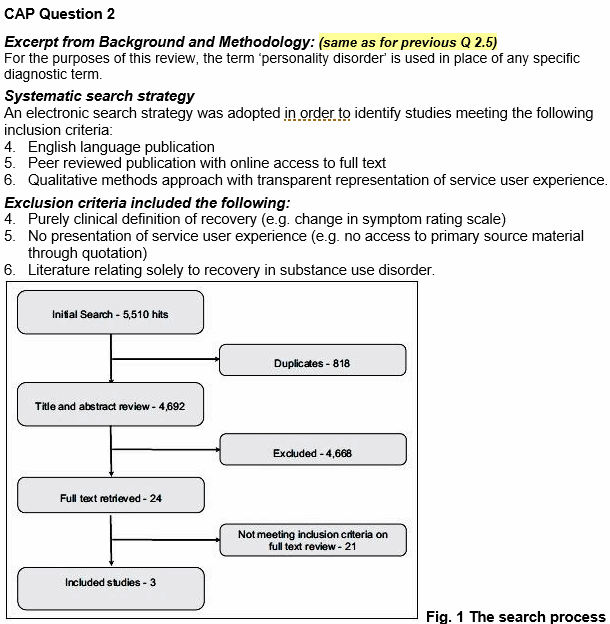 CAP Question 2
Excerpt from Background and Methodology: (same as for previous Q 2.5)
For the purposes of this review, the term ‘personality disorder’ is used in place of any specific
diagnostic term.
Systematic search strategy
An electronic search strategy was adopted in order to identify studies meeting the following
inclusion criteria:
4. English language publication
5. Peer reviewed publication with online access to full text
6. Qualitative methods approach with transparent representation of service user experience.
Exclusion criteria included the following:
4. Purely clinical definition of recovery (e.g. change in symptom rating scale)
5. No presentation of service user experience (e.g. no access to primary source material
through quotation)
6. Literature relating solely to recovery in substance use disorder.
Initial Search - 5,510 hits
Duplicates - 818
Title and abstract review - 4,692
Excluded - 4,668
Full text retrieved - 24
Not meeting inclusion criteria on
full text review - 21
Included studies - 3
Fig. 1 The search process